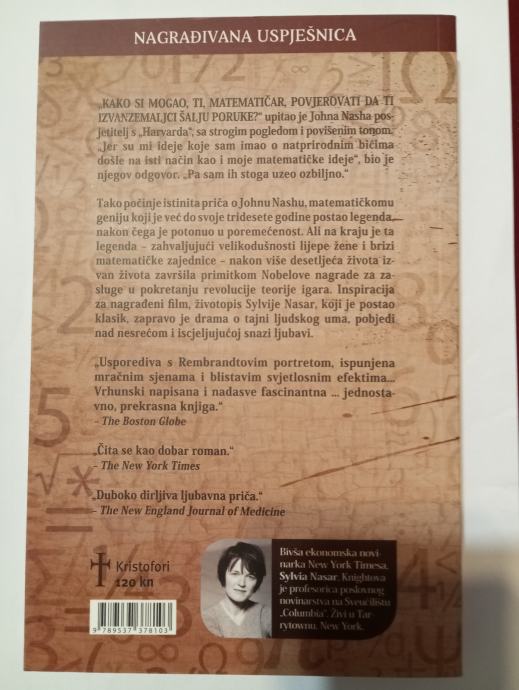 NAGRAĐIVANA USPJEŠNICA
„KAKO SI MOGAO, TI, MATEMATIČAR, POVJEROVATI DA TI
IZVANZEMALJCI ŠALJU PORUKE?“ upitao je Johna Nasha pos-
jetitelj s „Harvarda“, sa strogim pogledom i povišenim tonom.
„Jer su mi ideje koje sam imao o natprirodnim bićima
došle na isti način kao i moje matematičke ideje“, bio je
njegov odgovor. „Pa sam ih stoga uzeo ozbiljno.“
Tako počinje istinita priča o Johnu Nashu, matematičkomu
geniju koji je već do svoje tridesete godine postao legenda,
nakon čega je potonuo u poremećenost. Ali na kraju je ta
legenda – zahvaljujući velikodušnosti lijepe žene i brizi
matematičke zajednice – nakon više desetljeća života iz-
van života završila primitkom Nobelove nagrade za za-
sluge u pokretanju revolucije teorije igara. Inspiracija
za nagrađeni film, životopis Sylvije Nasar, koji je postao
klasik, zapravo je drama o tajni ljudskog uma, pobjedi
nad nesrećom i iscjeljujućoj snazi ljubavi.
„Usporediva s Rembrandtovim portretom, ispunjena
mračnim sjenama i blistavim svjetlosnim efektima...
Vrhunski napisana i nadasve fascinantna ... jednosta-
vno, prekrasna knjiga.“
– The Boston Globe
„Čita se kao dobar roman.“
– The New York Times
„Duboko dirljiva ljubavna priča.“
– The New England Journal of Medicine
Kristofori
120 kn
9 789537 378103
Bivša ekonomska novi-
narka New York Timesa,
Sylvia Nasar, Knightova
je profesorica poslovnog
novinarstva na Sveučilištu
„Columbia“. Živi u Tar-
rytownu, New York.